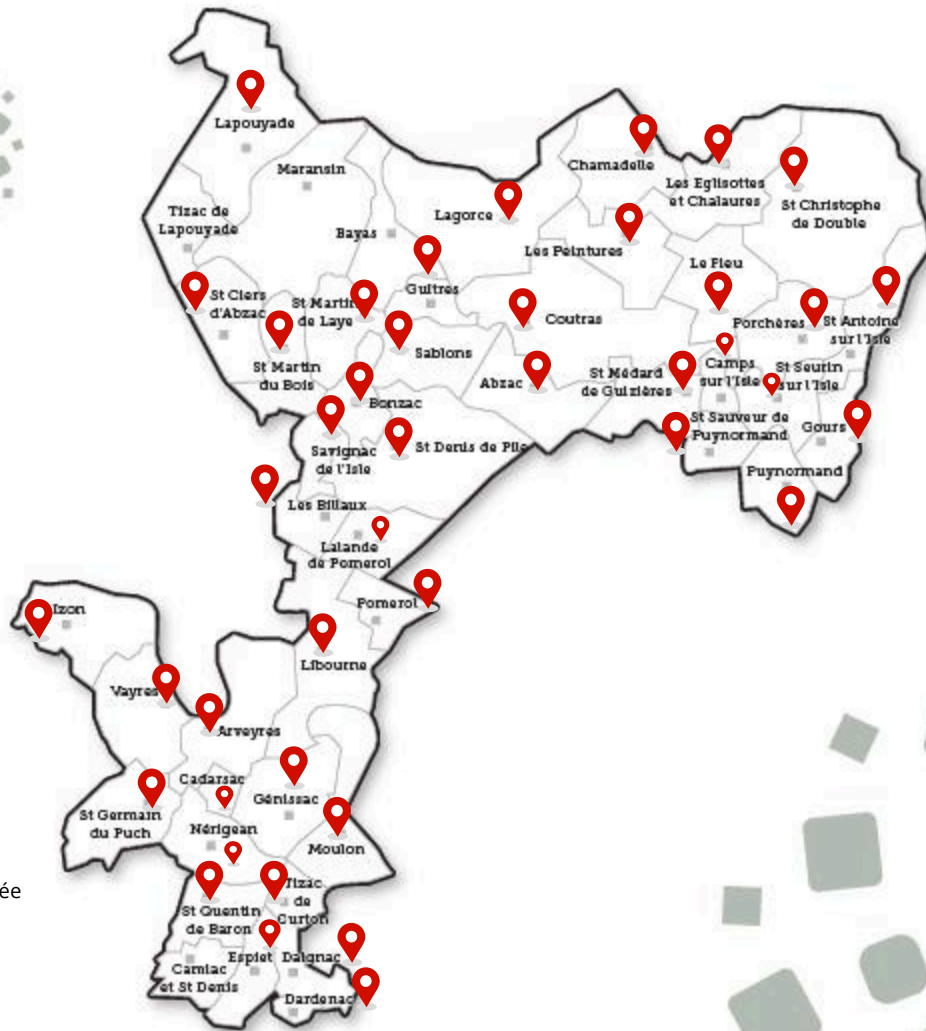 Lapouyade
Maransin
Chamadelle
Les Eglisottes
et Chalaures
St Christophe
de Double
Tizac de
Lapouyade
Lagorce
Bayas
Les Peintures
Le Fieu
Guîtres
St Ciers
d'Abzac
St Martin
de Laye
Coutras
Porchères
St Antoine
sur l'Isle
Sablons
St Martin
du Bois
Abzac
St Médard
de Guizières
Camps
sur l'Isle
St Seurin
sur l'Isle
Bonzac
St Sauveur de
Puynormand
Gours
Savignac
de l'Isle
St Denis de Pile
Puynormand
Les Billaux
Lalande
de Pomerol
Pomerol
Izon
Libourne
Vayres
Arveyres
Cadarsac
Génissac
St Germain
du Puch
Nérigean
Moulon
ée
Tizac
de
Curton
St Quentin
de Baron
Espiet
Daignac
Camiac
et St Denis
Dardenac